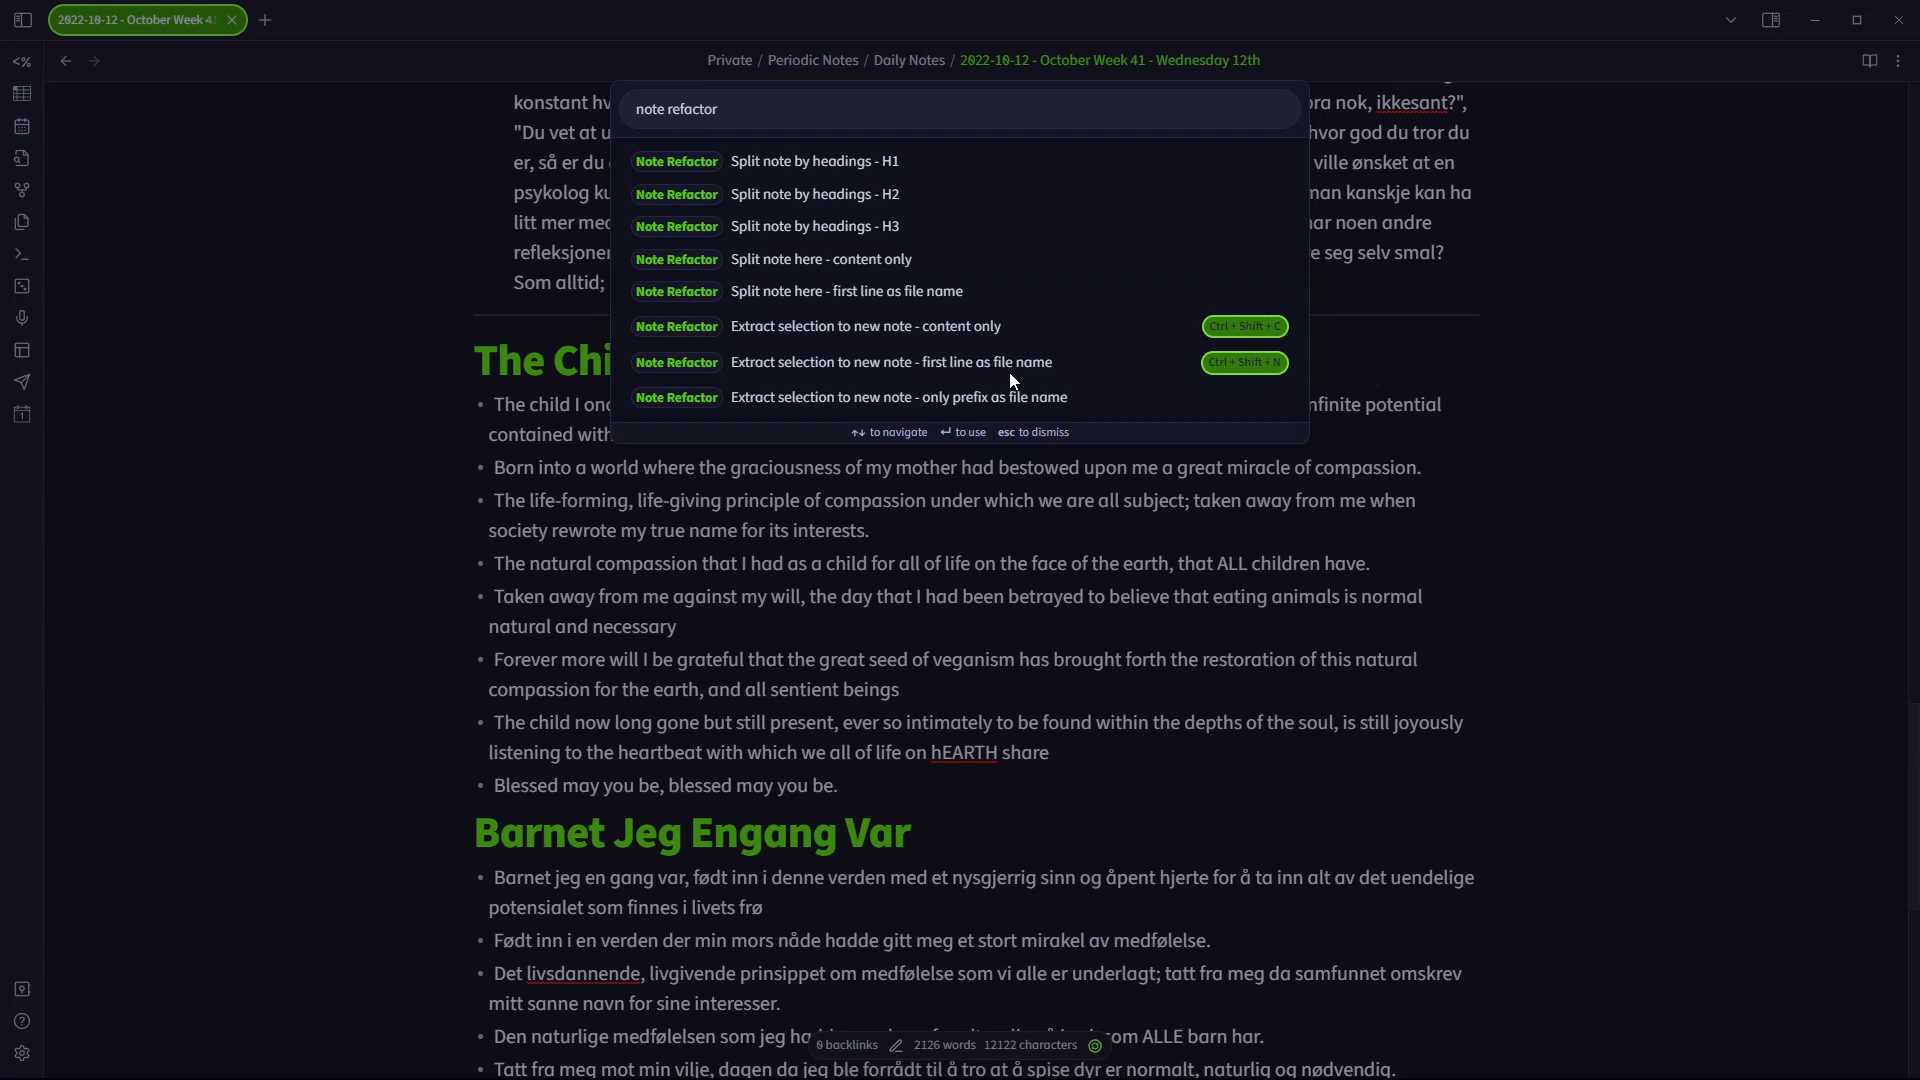 2022-10-12 - October Week 4
Private / Periodic Notes / Daily Notes / 2022-10-12 - October Week 41 - Wednesday 12th
note refactor
Note Refactor Split note by headings - H1
Note Refactor Split note by headings - H2
Note Refactor Split note by headings - H3
Note Refactor Split note here - content only
Note Refactor Split note here - first line as file name
Note Refactor Extract selection to new note - content only Ctrl + Shift + C
Note Refactor Extract selection to new note - first line as file name Ctrl + Shift + N
Note Refactor Extract selection to new note - only prefix as file name
↑↓ to navigate ↵ to use esc to dismiss
konstant nok, ikkesant?",
"Du vet at hvor god du tror du
er, så er du ville ønsket at en
psykolog kanskje kan ha
litt mer noen andre
refleksjoner seg selv smal?
Som alltid;
The
The child I nfinite potential
contained
• Born into a world where the graciousness of my mother had bestowed upon me a great miracle of compassion.
• The life-forming, life-giving principle of compassion under which we are all subject; taken away from me when
society rewrote my true name for its interests.
• The natural compassion that I had as a child for all of life on the face of the earth, that ALL children have.
• Taken away from me against my will, the day that I had been betrayed to believe that eating animals is normal
natural and necessary
• Forever more will I be grateful that the great seed of veganism has brought forth the restoration of this natural
compassion for the earth, and all sentient beings
• The child now long gone but still present, ever so intimately to be found within the depths of the soul, is still joyously
listening to the heartbeat with which we all of life on hEARTH share
• Blessed may you be, blessed may you be.
Barnet Jeg Engang Var
• Barnet jeg en gang var, født inn i denne verden med et nysgjerrig sinn og åpent hjerte for å ta inn alt av det uendelige
potensialet som finnes i livets frø
• Født inn i en verden der min mors nåde hadde gitt meg et stort mirakel av medfølelse.
• Det livsdannende, livgivende prinsippet om medfølelse som vi alle er underlagt; tatt fra meg da samfunnet omskrev
mitt sanne navn for sine interesser.
• Den naturlige medfølelsen som jeg som ALLE barn har.
0 backlinks 2126 words 12122 characters
• Tatt fra meg mot min vilje, dagen da jeg ble forrådt til å tro at å spise dyr er normalt, naturlig og nødvendig.